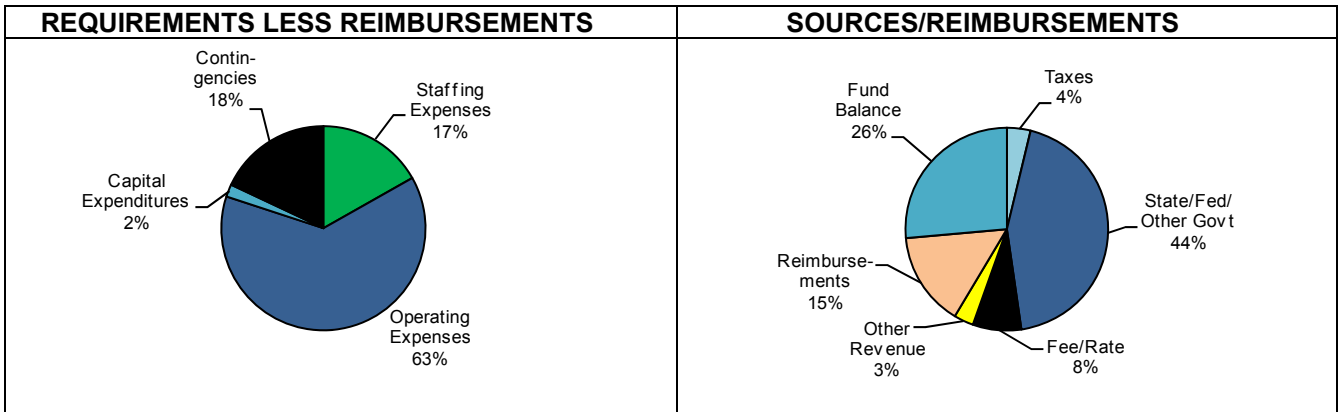 REQUIREMENTS LESS REIMBURSEMENTS
Contin-
gencies
18%
Staffing
Expenses
17%
Capital
Expenditures
2%
Operating
Expenses
63%
SOURCES/REIMBURSEMENTS
Taxes
4%
Fund
Balance
26%
State/Fed/
Other Govt
44%
Reimburse-
ments
15%
Other
Revenue
3%
Fee/Rate
8%